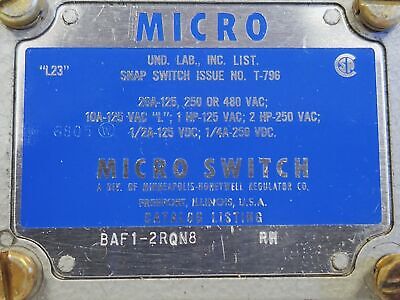 MICRO
UND. LAB., INC. LIST.
"L23"
SNAP SWITCH ISSUE NO. T-796
20A-125, 250 OR 480 VAC;
10A-125 VAC "L"; 1 HP-125 VAC; 2 HP-250 VAC;
6805 W
1/2A-125 VDC; 1/4A-250 VDC.
MICRO SWITCH
A DIV. OF MINNEAPOLIS-HONEYWELL REGULATOR CO.
FREEPORT, ILLINOIS, U.S.A.
CATALOG LISTING
BAF1-2RQN8 RH